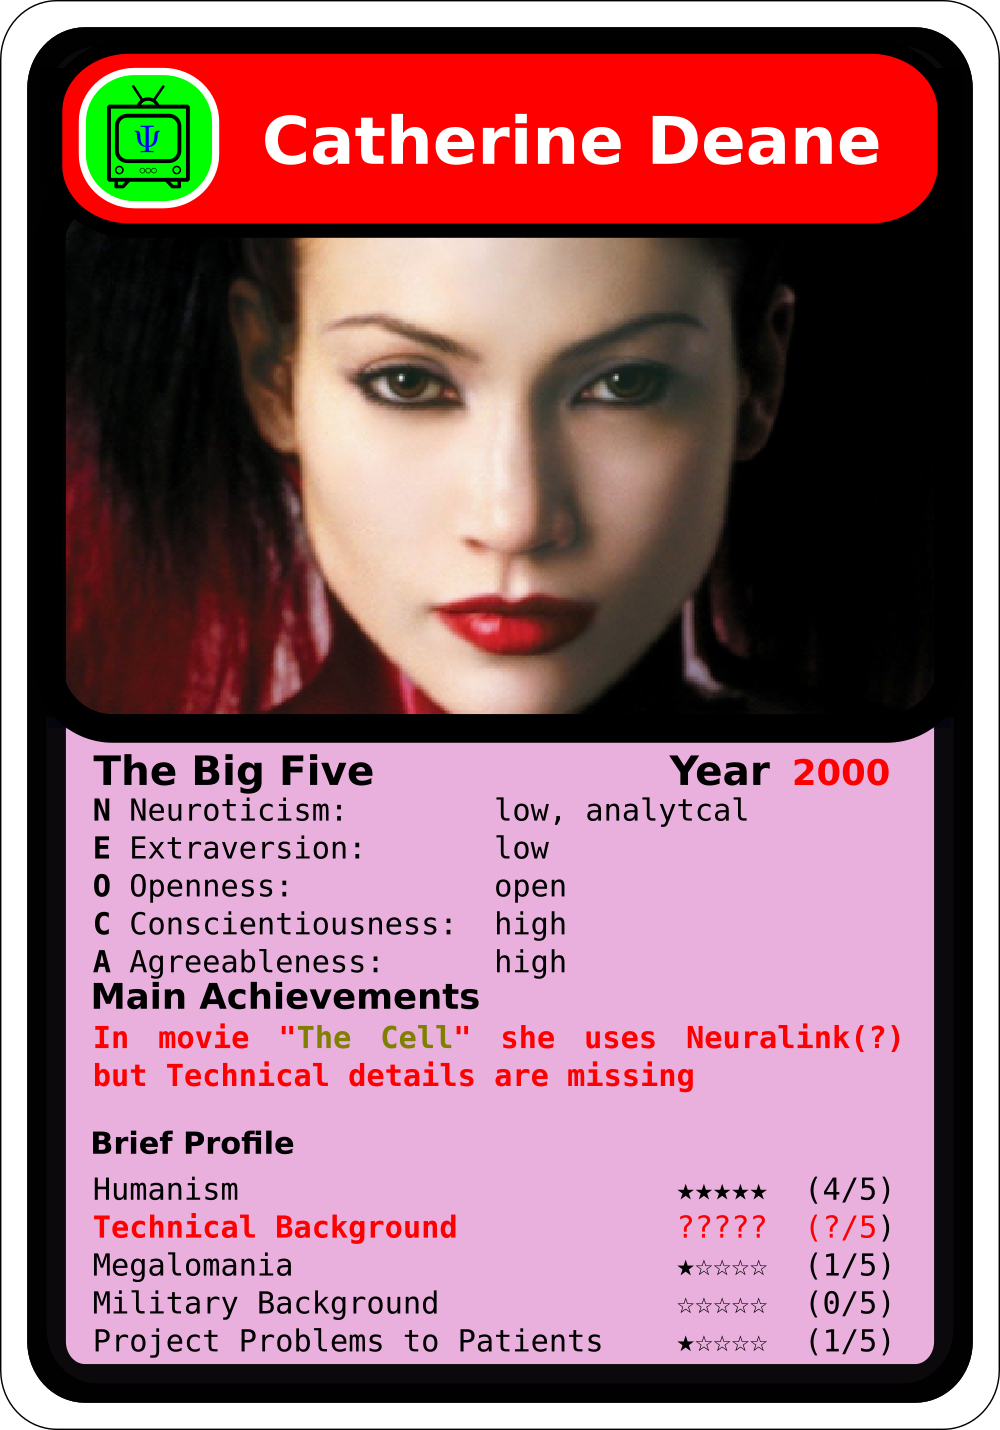 Ψ
Catherine Deane
The Big Five Year 2000
N Neuroticism: low, analytcal
E Extraversion: low
O Openness: open
C Conscientiousness: high
A Agreeableness: high
Main Achievements
In movie "The Cell" she uses Neuralink(?)
but Technical details are missing
Brief Profile
Humanism ★★★★★ (4/5)
Technical Background ????? (?/5)
Megalomania ★☆☆☆☆ (1/5)
Military Background ☆☆☆☆☆ (0/5)
Project Problems to Patients ★☆☆☆☆ (1/5)